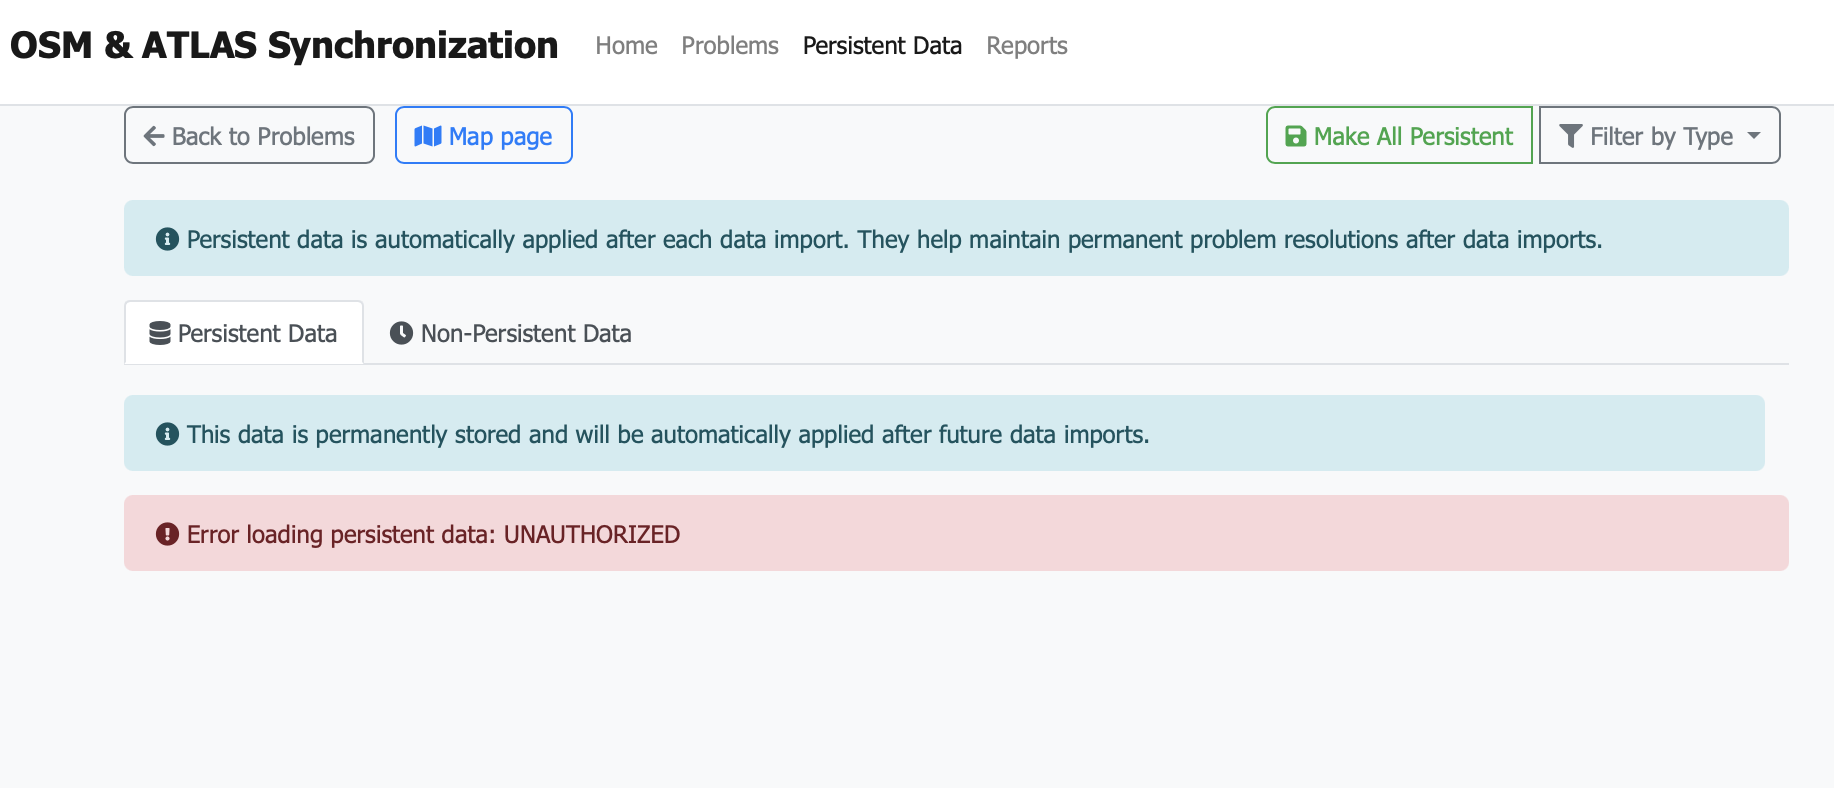 OSM & ATLAS Synchronization Home Problems Persistent Data Reports
Back to Problems Map page Make All Persistent Filter by Type
Persistent data is automatically applied after each data import. They help maintain permanent problem resolutions after data imports.
Persistent Data Non-Persistent Data
This data is permanently stored and will be automatically applied after future data imports.
Error loading persistent data: UNAUTHORIZED